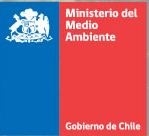 Ministerio del
Medio
Ambiente
Gobierno de Chile